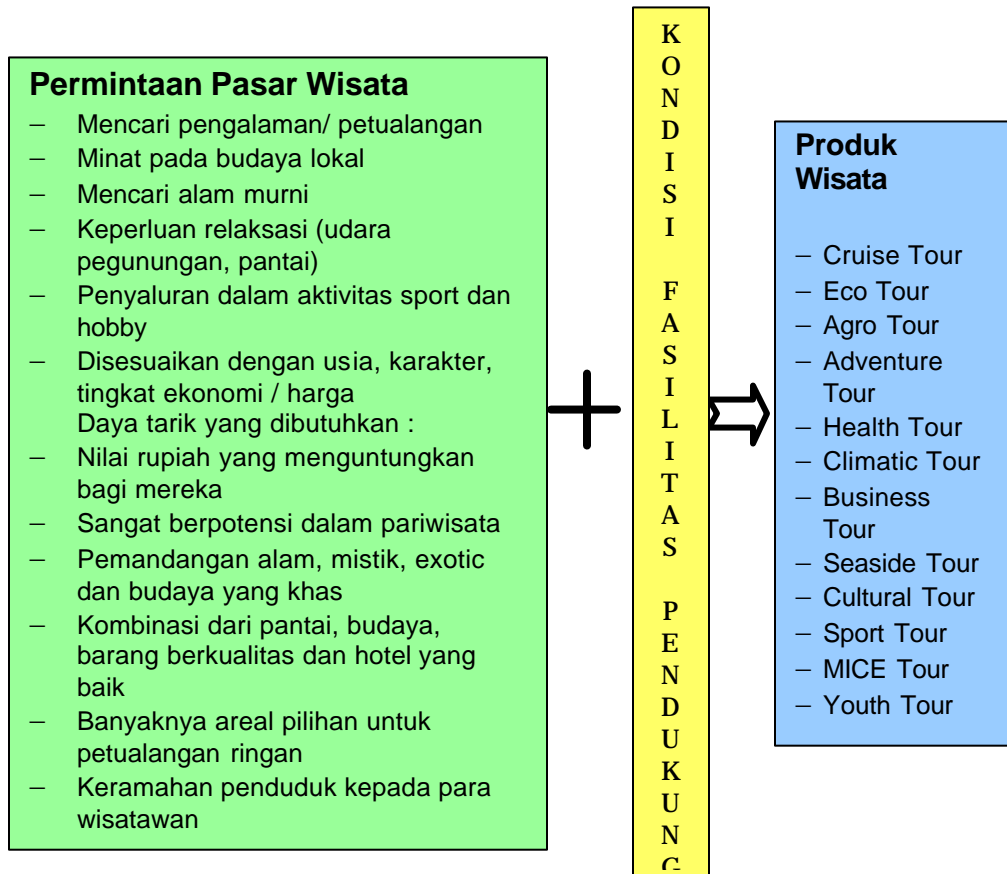 Permintaan Pasar Wisata
– Mencari pengalaman/ petualangan
– Minat pada budaya lokal
– Mencari alam murni
– Keperluan relaksasi (udara
pegunungan, pantai)
– Penyaluran dalam aktivitas sport dan
hobby
– Disesuaikan dengan usia, karakter,
tingkat ekonomi / harga
Daya tarik yang dibutuhkan :
– Nilai rupiah yang menguntungkan
bagi mereka
– Sangat berpotensi dalam pariwisata
– Pemandangan alam, mistik, exotic
dan budaya yang khas
– Kombinasi dari pantai, budaya,
barang berkualitas dan hotel yang
baik
– Banyaknya areal pilihan untuk
petualangan ringan
– Keramahan penduduk kepada para
wisatawan
KONDISI FASILITAS PENDUKUNG
Produk
Wisata
– Cruise Tour
– Eco Tour
– Agro Tour
– Adventure
Tour
– Health Tour
– Climatic Tour
– Business
Tour
– Seaside Tour
– Cultural Tour
– Sport Tour
– MICE Tour
– Youth Tour